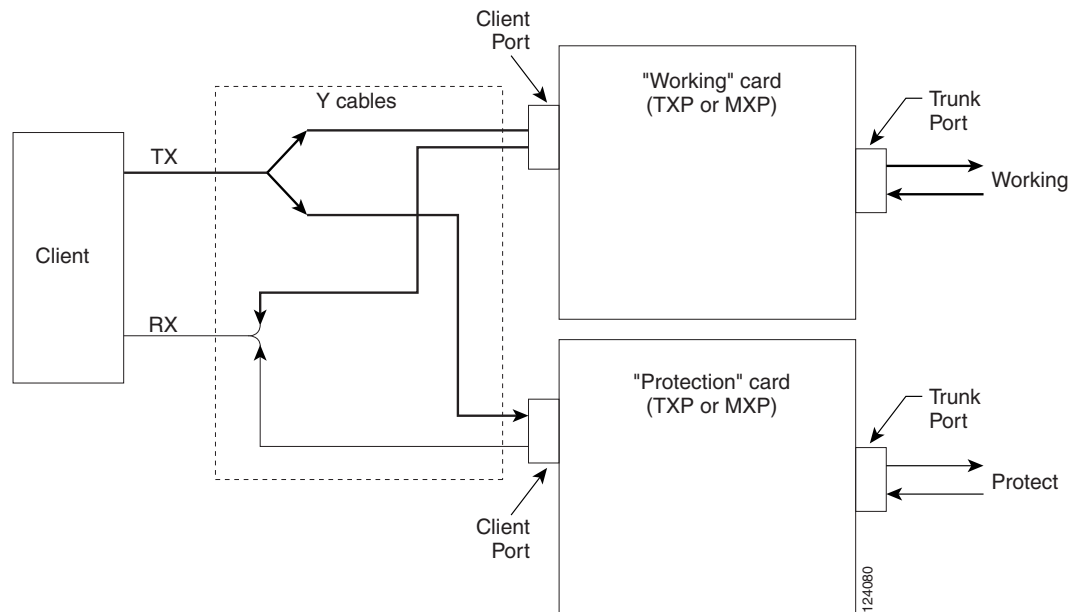 Client
Port
"Working" card
(TXP or MXP)
Y cables
Trunk
Port
TX
Working
Client
RX
"Protection" card
(TXP or MXP)
Trunk
Port
Protect
Client
Port
124080